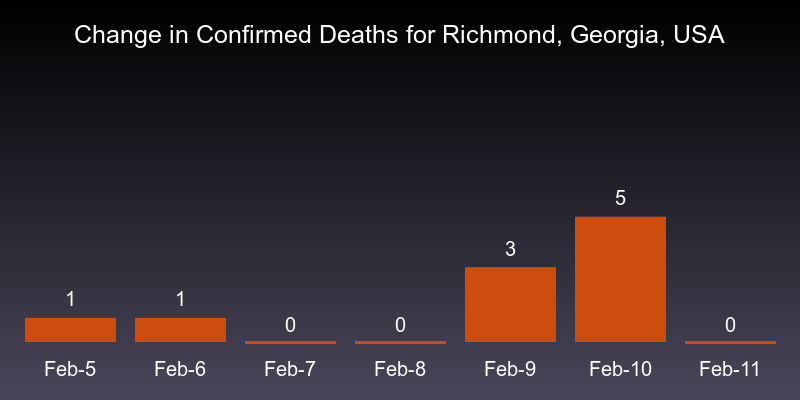 Change in Confirmed Deaths for Richmond, Georgia, USA
1 1 0 0 3 5 0
Feb-5 Feb-6 Feb-7 Feb-8 Feb-9 Feb-10 Feb-11